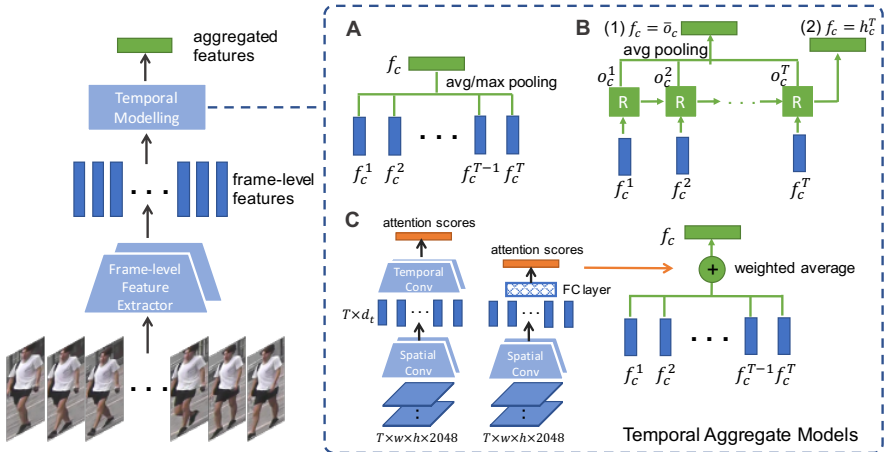 aggregated
features
Temporal
Modelling
frame-level
features
Frame-level
Feature
Extractor
A
f_c
avg/max pooling
f_c^1 f_c^2 f_c^{T-1} f_c^T
B
(1) f_c = \bar{o}_c
(2) f_c = h_c^T
avg pooling
o_c^1 o_c^2 o_c^T
R R R
f_c^1 f_c^2 f_c^T
C
attention scores
Temporal
Conv
T×d_t
Spatial
Conv
T×w×h×2048
attention scores
FC layer
Spatial
Conv
T×w×h×2048
f_c
+ weighted average
f_c^1 f_c^2 f_c^{T-1} f_c^T
Temporal Aggregate Models